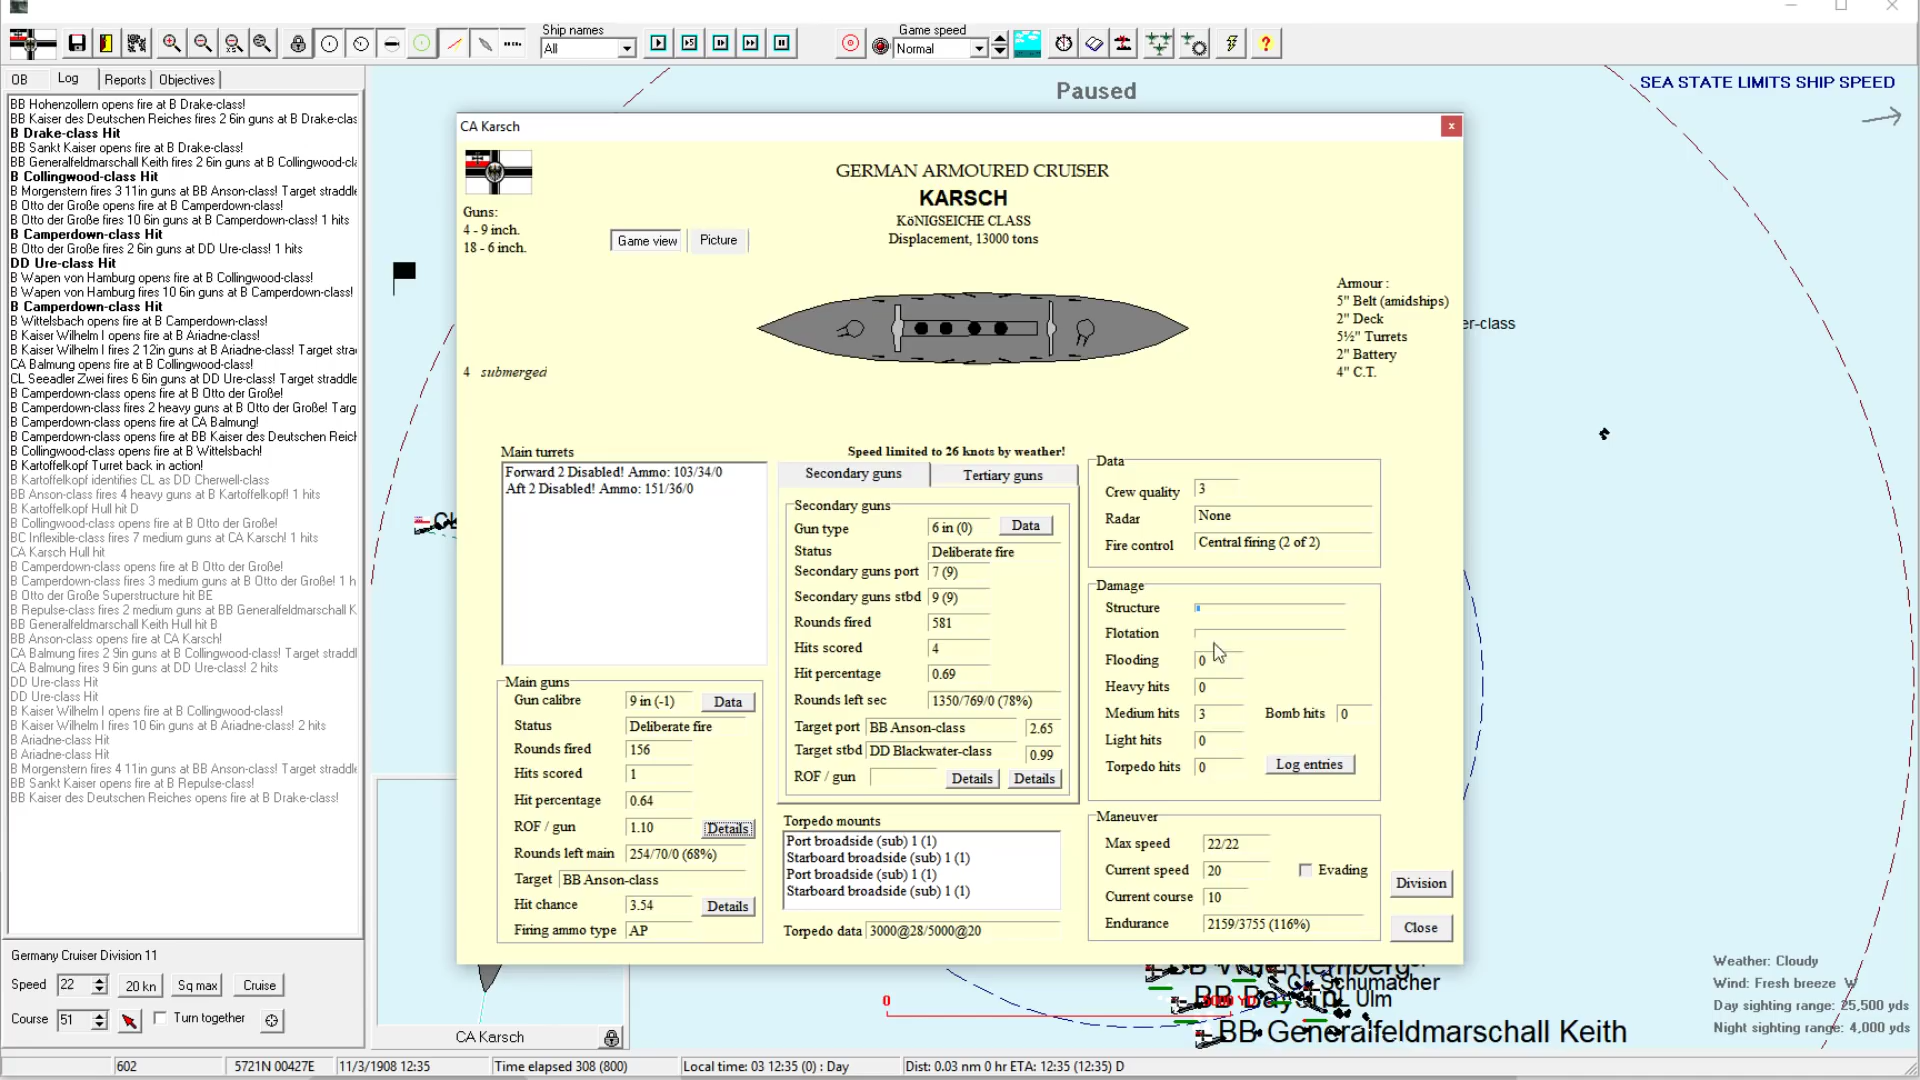 Ship names
All
Game speed
Normal
OB
Log
Reports
Objectives
BB Hohenzollern opens fire at B Drake-class!
BB Kaiser des Deutschen Reiches fires 2 6in guns at B Drake-clas
B Drake-class Hit
BB Sankt Kaiser opens fire at B Drake-class!
BB Generalfeldmarschall Keith fires 2 6in guns at B Collingwood-cla
B Collingwood-class Hit
B Morgenstern fires 3 11in guns at BB Anson-class! Target straddle
B Otto der Große opens fire at B Camperdown-class!
B Otto der Große fires 10 6in guns at B Camperdown-class! 1 hits
B Camperdown-class Hit
B Otto der Große fires 2 6in guns at DD Ure-class! 1 hits
DD Ure-class Hit
B Wapen von Hamburg opens fire at B Collingwood-class!
B Wapen von Hamburg fires 10 6in guns at B Camperdown-class!
B Camperdown-class Hit
B Wittelsbach opens fire at B Camperdown-class!
B Kaiser Wilhelm I opens fire at B Ariadne-class!
B Kaiser Wilhelm I fires 2 12in guns at B Ariadne-class! Target stra
CA Balmung opens fire at B Collingwood-class!
CL Seeadler Zwei fires 6 6in guns at DD Ure-class! Target straddle
B Camperdown-class opens fire at B Otto der Große!
B Camperdown-class fires 2 heavy guns at B Otto der Große! Targ
B Camperdown-class opens fire at CA Balmung!
B Camperdown-class opens fire at BB Kaiser des Deutschen Reich
B Collingwood-class opens fire at B Wittelsbach!
B Kartoffelkopf Turret back in action!
B Kartoffelkopf identifies CL as DD Cherwell-class
BB Anson-class fires 4 heavy guns at B Kartoffelkopf! 1 hits
B Kartoffelkopf Hull hit D
B Collingwood-class opens fire at B Otto der Große!
BC Inflexible-class fires 7 medium guns at CA Karsch! 1 hits
CA Karsch Hull hit
B Camperdown-class opens fire at B Otto der Große!
B Camperdown-class fires 3 medium guns at B Otto der Große! 1 h
B Otto der Große Superstructure hit BE
B Repulse-class fires 2 medium guns at BB Generalfeldmarschall K
BB Generalfeldmarschall Keith Hull hit B
BB Anson-class opens fire at CA Karsch!
CA Balmung fires 2 9in guns at B Collingwood-class! Target straddl
CA Balmung fires 9 6in guns at DD Ure-class! 2 hits
DD Ure-class Hit
DD Ure-class Hit
B Kaiser Wilhelm I opens fire at B Collingwood-class!
B Kaiser Wilhelm I fires 10 6in guns at B Ariadne-class! 2 hits
B Ariadne-class Hit
B Ariadne-class Hit
B Morgenstern fires 4 11in guns at BB Anson-class! Target straddle
BB Sankt Kaiser opens fire at B Repulse-class!
BB Kaiser des Deutschen Reiches opens fire at B Drake-class!
Germany Cruiser Division 11
Speed 22 20 kn Sq max Cruise
Course 51 Turn together
Paused
SEA STATE LIMITS SHIP SPEED
er-class
CA Karsch
GERMAN ARMOURED CRUISER
KARSCH
KöNIGSEICHE CLASS
Displacement, 13000 tons
Guns:
4 - 9 inch.
18 - 6 inch.
Game view
Picture
4 submerged
Armour :
5" Belt (amidships)
2" Deck
5½" Turrets
2" Battery
4" C.T.
Main turrets
Forward 2 Disabled! Ammo: 103/34/0
Aft 2 Disabled! Ammo: 151/36/0
Main guns
Gun calibre 9 in (-1) Data
Status Deliberate fire
Rounds fired 156
Hits scored 1
Hit percentage 0.64
ROF / gun 1.10 Details
Rounds left main 254/70/0 (68%)
Target BB Anson-class
Hit chance 3.54 Details
Firing ammo type AP
Speed limited to 26 knots by weather!
Secondary guns
Tertiary guns
Secondary guns
Gun type 6 in (0) Data
Status Deliberate fire
Secondary guns port 7 (9)
Secondary guns stbd 9 (9)
Rounds fired 581
Hits scored 4
Hit percentage 0.69
Rounds left sec 1350/769/0 (78%)
Target port BB Anson-class 2.65
Target stbd DD Blackwater-class 0.99
ROF / gun Details Details
Torpedo mounts
Port broadside (sub) 1 (1)
Starboard broadside (sub) 1 (1)
Port broadside (sub) 1 (1)
Starboard broadside (sub) 1 (1)
Torpedo data 3000@28/5000@20
Data
Crew quality 3
Radar None
Fire control Central firing (2 of 2)
Damage
Structure
Flotation
Flooding 0
Heavy hits 0
Medium hits 3 Bomb hits 0
Light hits 0
Torpedo hits 0 Log entries
Maneuver
Max speed 22/22
Current speed 20 Evading
Current course 10
Endurance 2159/3755 (116%)
Division
Close
CL Schumacher
Ulm
BB Generalfeldmarschall Keith
0
CA Karsch
Weather: Cloudy
Wind: Fresh breeze W
Day sighting range: 25,500 yds
Night sighting range: 4,000 yds
602
5721N 00427E
11/3/1908 12:35
Time elapsed 308 (800)
Local time: 03 12:35 (0) : Day
Dist: 0.03 nm 0 hr ETA: 12:35 (12:35) D